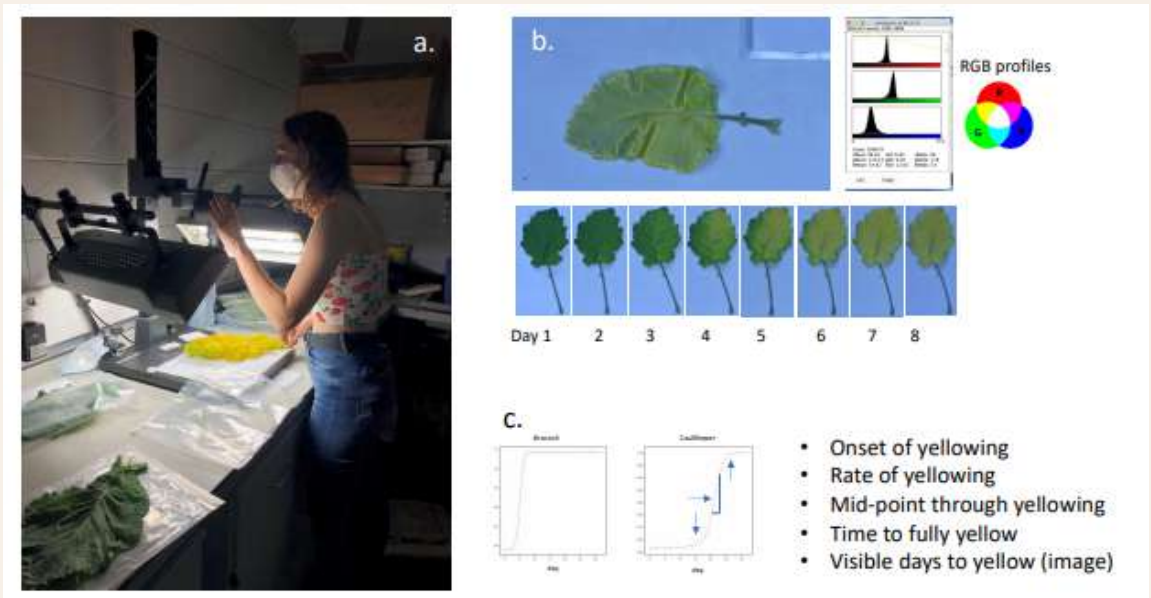 a.
b.
RGB profiles
R
G
B
Day 1 2 3 4 5 6 7 8
c.
Broccoli
Cauliflower
day
day
• Onset of yellowing
• Rate of yellowing
• Mid-point through yellowing
• Time to fully yellow
• Visible days to yellow (image)